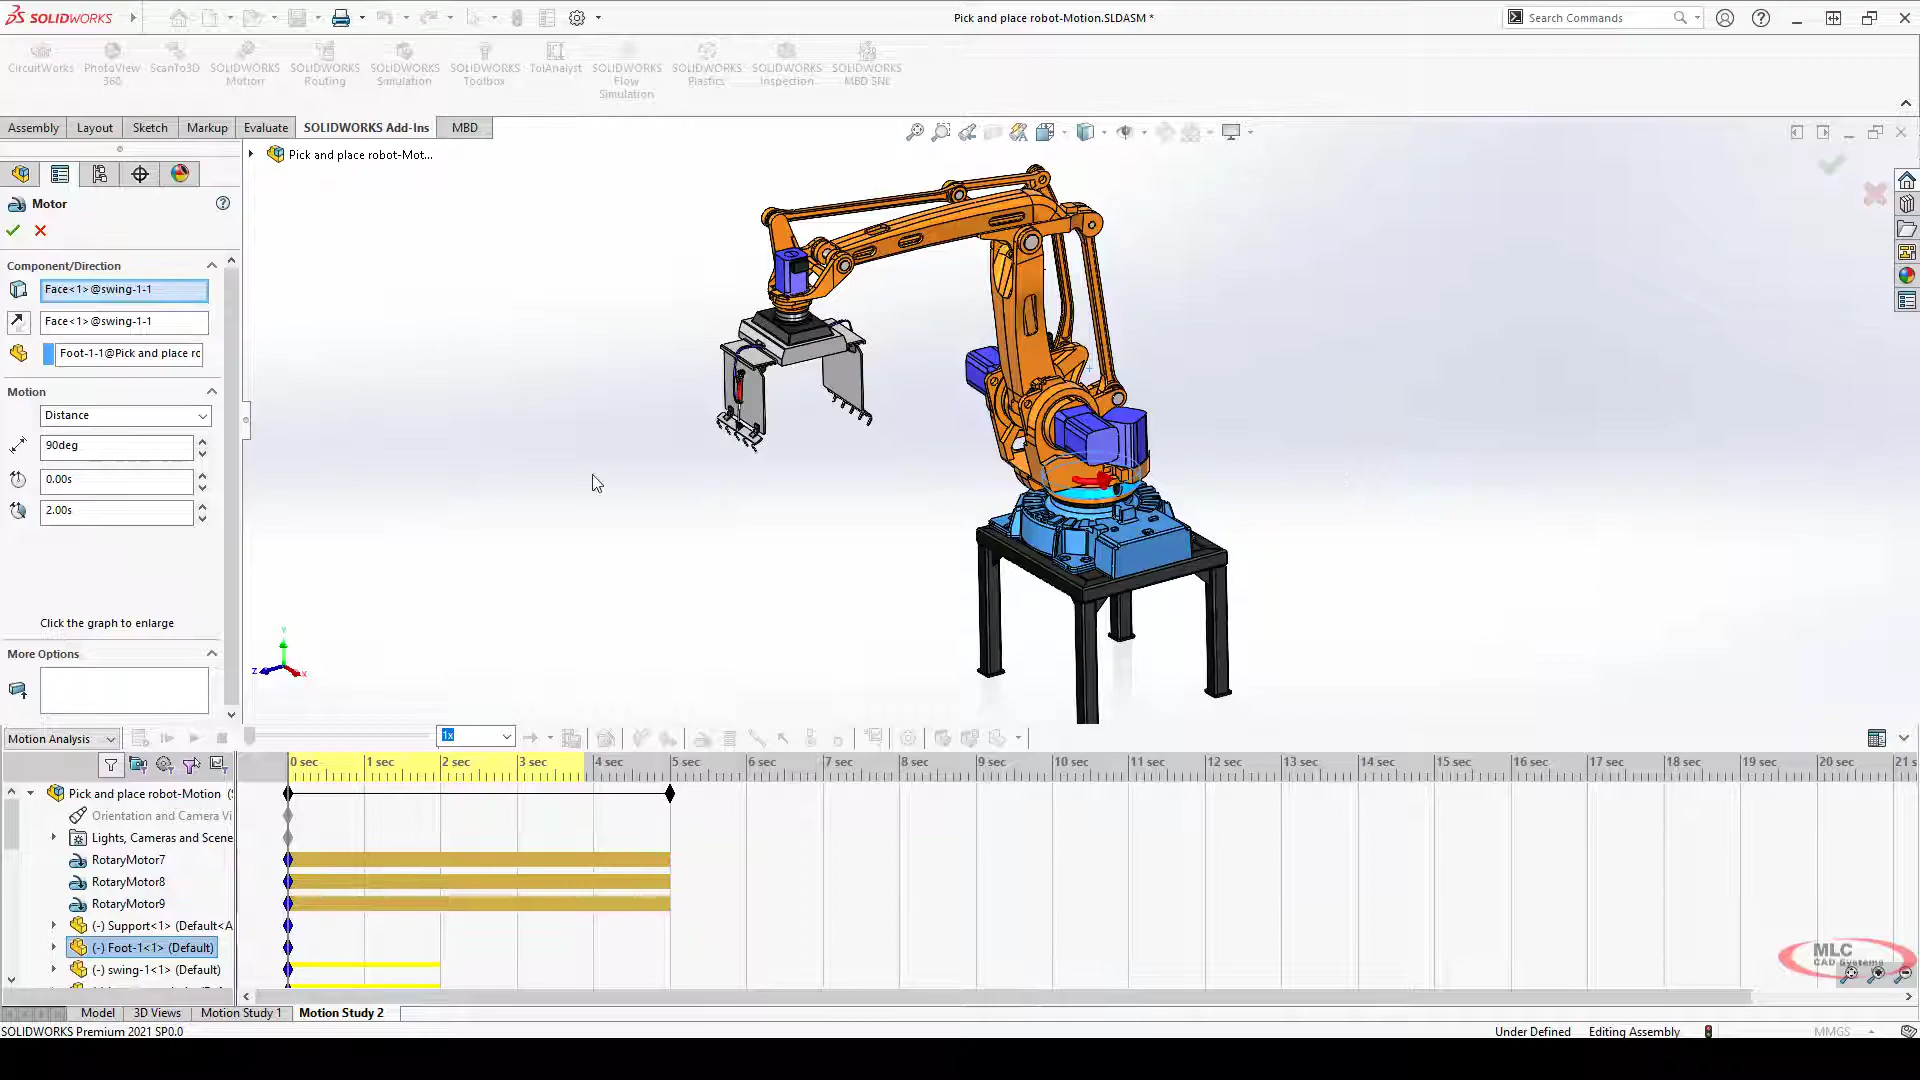 SOLIDWORKS
Pick and place robot-Motion.SLDASM *
Search Commands
CircuitWorks
PhotoView
360
ScanTo3D
SOLIDWORKS
Motion
SOLIDWORKS
Routing
SOLIDWORKS
Simulation
SOLIDWORKS
Toolbox
TolAnalyst
SOLIDWORKS
Flow
Simulation
SOLIDWORKS
Plastics
SOLIDWORKS
Inspection
SOLIDWORKS
MBD SNL
Assembly
Layout
Sketch
Markup
Evaluate
SOLIDWORKS Add-Ins
MBD
Pick and place robot-Mot...
Motor
Component/Direction
Face<1>@swing-1-1
Face<1>@swing-1-1
Foot-1-1@Pick and place rc
Motion
Distance
90deg
0.00s
2.00s
Click the graph to enlarge
More Options
Y
Z
X
Motion Analysis
1x
0 sec
1 sec
2 sec
3 sec
4 sec
5 sec
6 sec
7 sec
8 sec
9 sec
10 sec
11 sec
12 sec
13 sec
14 sec
15 sec
16 sec
17 sec
18 sec
19 sec
20 sec
21 s
Pick and place robot-Motion (
Orientation and Camera Vi
Lights, Cameras and Scene
RotaryMotor7
RotaryMotor8
RotaryMotor9
(-) Support<1> (Default<A
(-) Foot-1<1> (Default)
(-) swing-1<1> (Default)
MLC
CAD Systems
Model
3D Views
Motion Study 1
Motion Study 2
SOLIDWORKS Premium 2021 SP0.0
Under Defined
Editing Assembly
MMGS